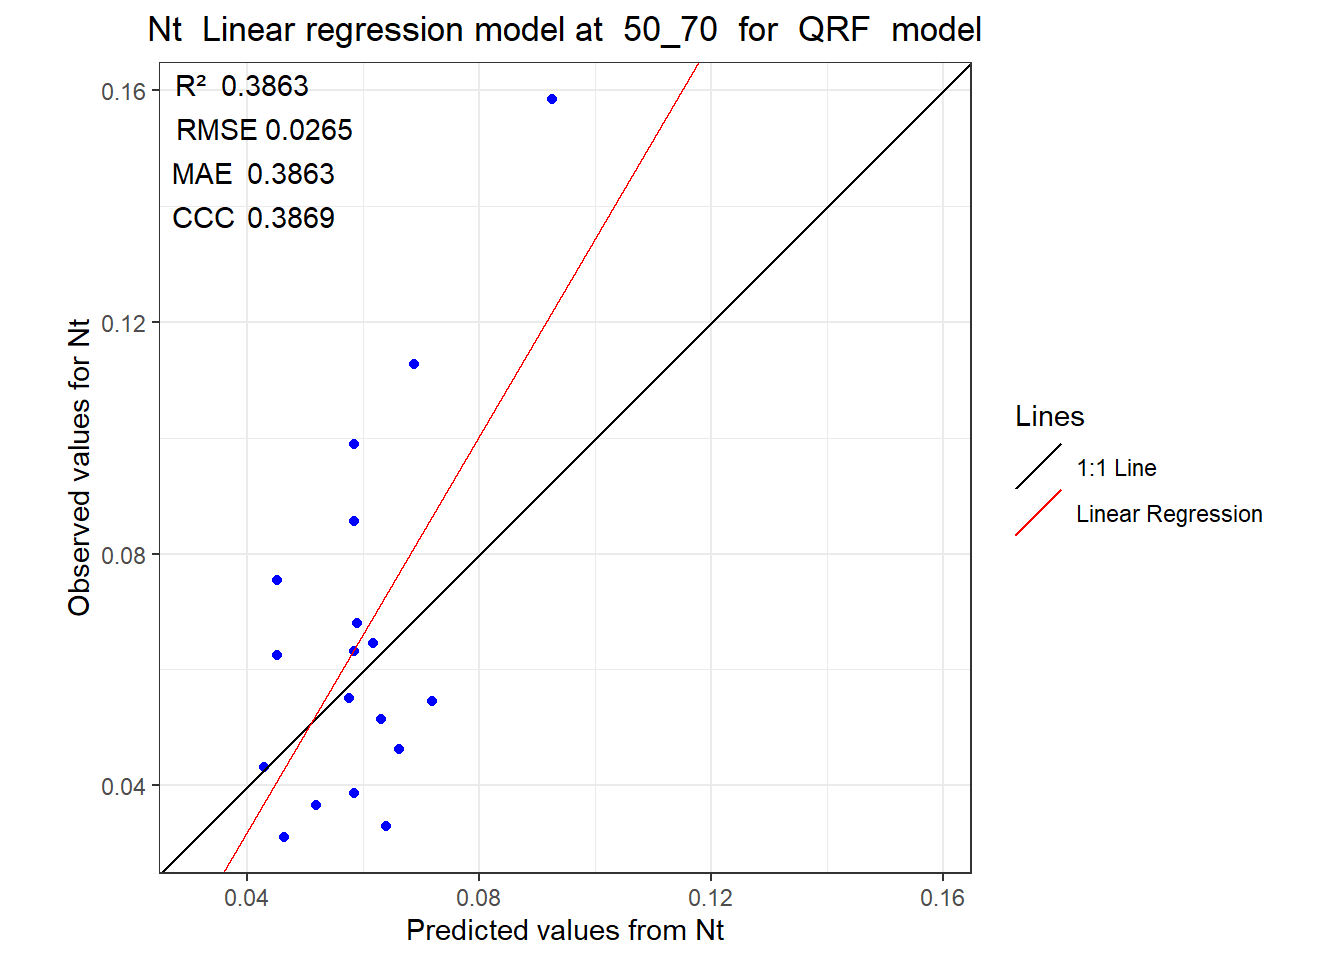 Nt Linear regression model at 50_70 for QRF model
R² 0.3863
RMSE 0.0265
MAE 0.3863
CCC 0.3869
0.16
0.12
0.08
0.04
Observed values for Nt
0.04 0.08 0.12 0.16
Predicted values from Nt
Lines
1:1 Line
Linear Regression